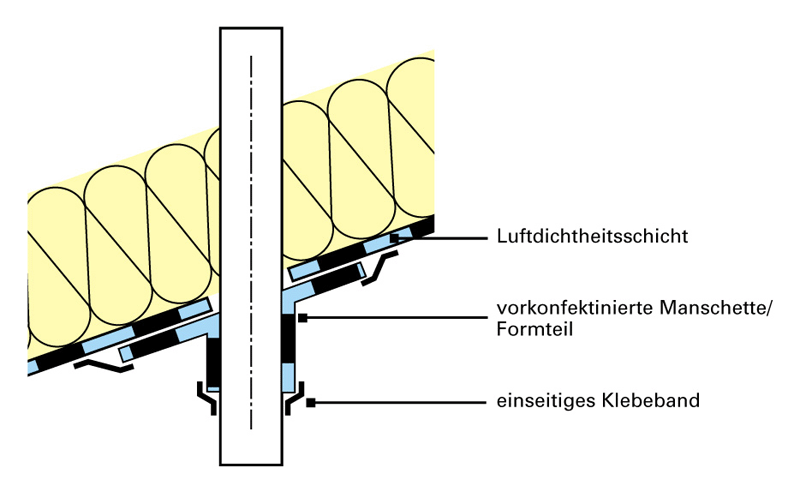 Luftdichtheitsschicht
vorkonfektinierte Manschette/
Formteil
einseitiges Klebeband